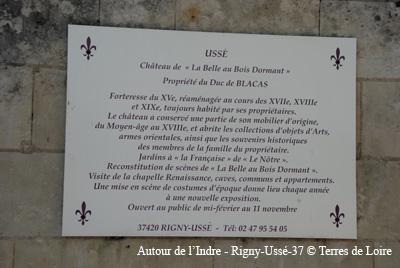 USSÉ
Château de « La Belle au Bois Dormant »
Propriété du Duc de BLACAS
Forteresse du XVe, réaménagée au cours des XVIIe, XVIIIe
et XIXe, toujours habité par ses propriétaires.
Le château a conservé une partie de son mobilier d'origine,
du Moyen-âge au XVIIIe, et abrite les collections d'objets d'Arts,
armes orientales, ainsi que les souvenirs historiques
des membres de la famille du propriétaire.
Jardins à « la Française » de « Le Nôtre ».
Reconstitution de scènes de « La Belle au Bois Dormant ».
Visite de la chapelle Renaissance, caves, communs et appartements.
Une mise en scène de costumes d'époque donne lieu chaque année
à une nouvelle exposition.
Ouvert au public de mi-février au 11 novembre
37420 RIGNY-USSÉ - Tél: 02 47 95 54 05
Autour de l'Indre - Rigny-Ussé-37 © Terres de Loire